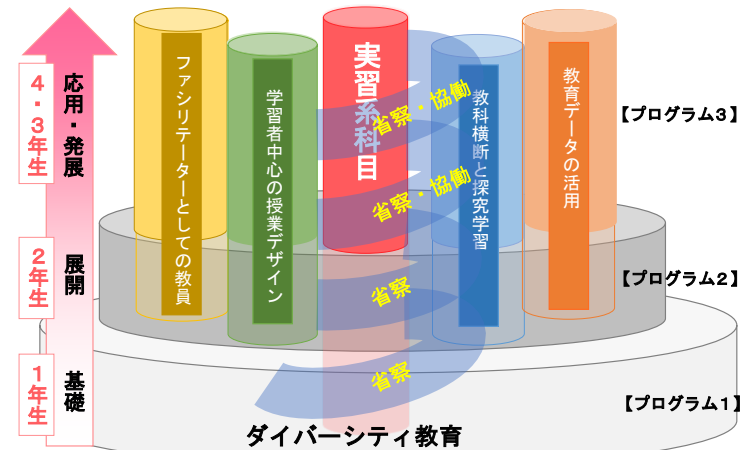 ４・３年生
応用・発展
２年生
展開
１年生
基礎
ファシリテーターとしての教員
学習者中心の授業デザイン
実習系科目
教科横断と探究学習
教育データの活用
省察・協働
省察・協働
省察
省察
【プログラム３】
【プログラム２】
【プログラム１】
ダイバーシティ教育